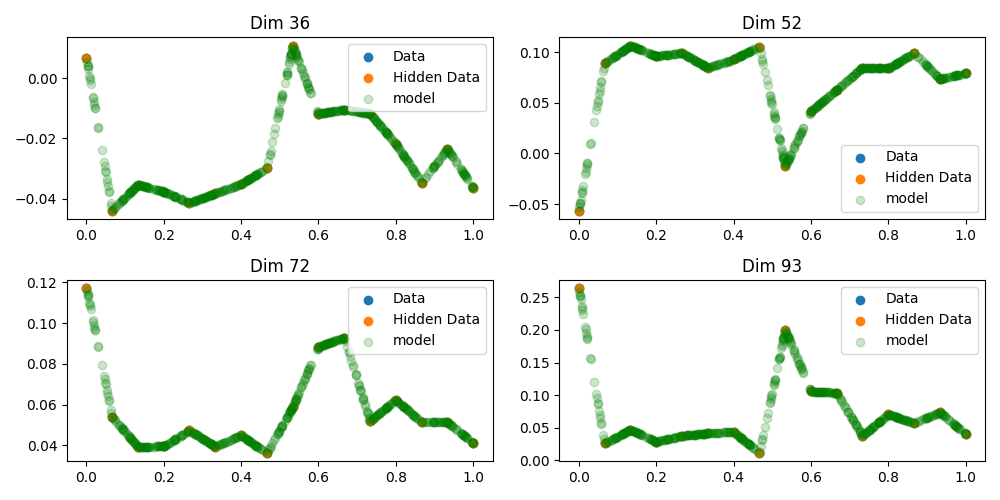 Dim 36
0.00
−0.02
−0.04
0.0 0.2 0.4 0.6 0.8 1.0
Data
Hidden Data
model
Dim 52
0.10
0.05
0.00
−0.05
0.0 0.2 0.4 0.6 0.8 1.0
Data
Hidden Data
model
Dim 72
0.12
0.10
0.08
0.06
0.04
0.0 0.2 0.4 0.6 0.8 1.0
Data
Hidden Data
model
Dim 93
0.25
0.20
0.15
0.10
0.05
0.00
0.0 0.2 0.4 0.6 0.8 1.0
Data
Hidden Data
model